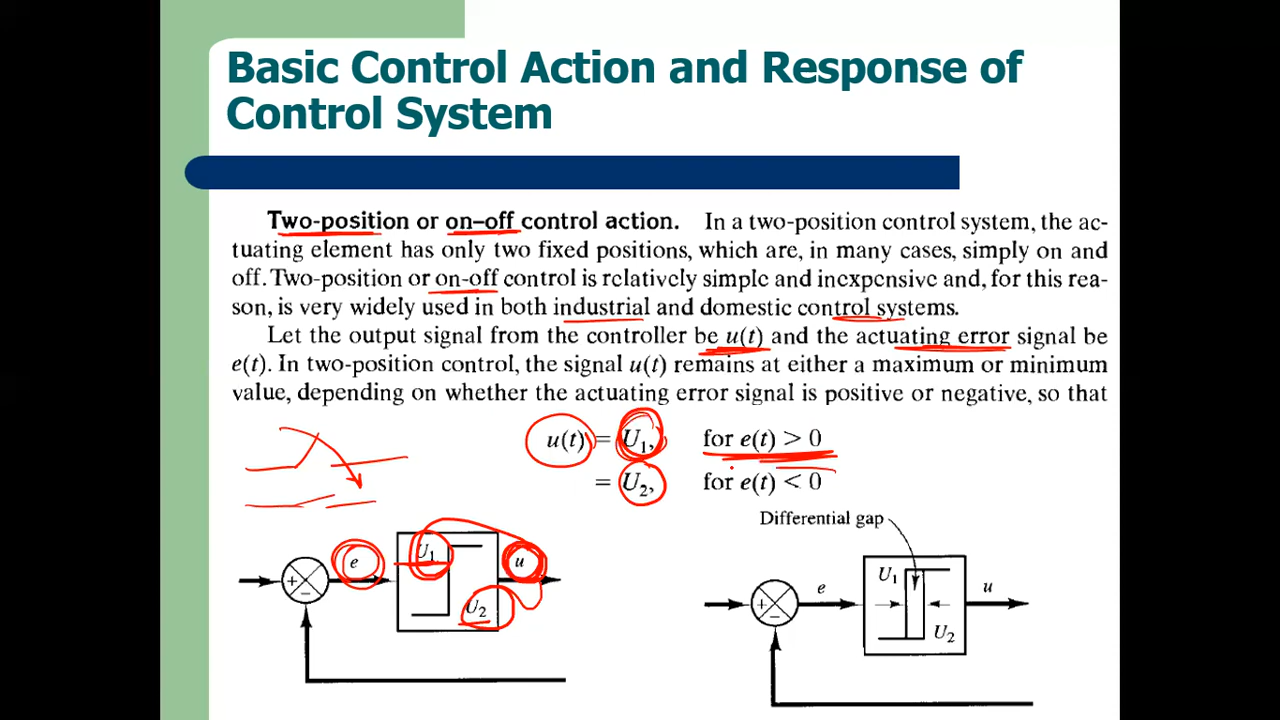 Basic Control Action and Response of
Control System
Two-position or on–off control action. In a two-position control system, the ac-
tuating element has only two fixed positions, which are, in many cases, simply on and
off. Two-position or on-off control is relatively simple and inexpensive and, for this rea-
son, is very widely used in both industrial and domestic control systems.
Let the output signal from the controller be u(t) and the actuating error signal be
e(t). In two-position control, the signal u(t) remains at either a maximum or minimum
value, depending on whether the actuating error signal is positive or negative, so that
u(t) = U₁, for e(t) > 0
= U₂, for e(t) < 0
Differential gap
+ − e U₁ U₂ u
+ − e U₁ U₂ u